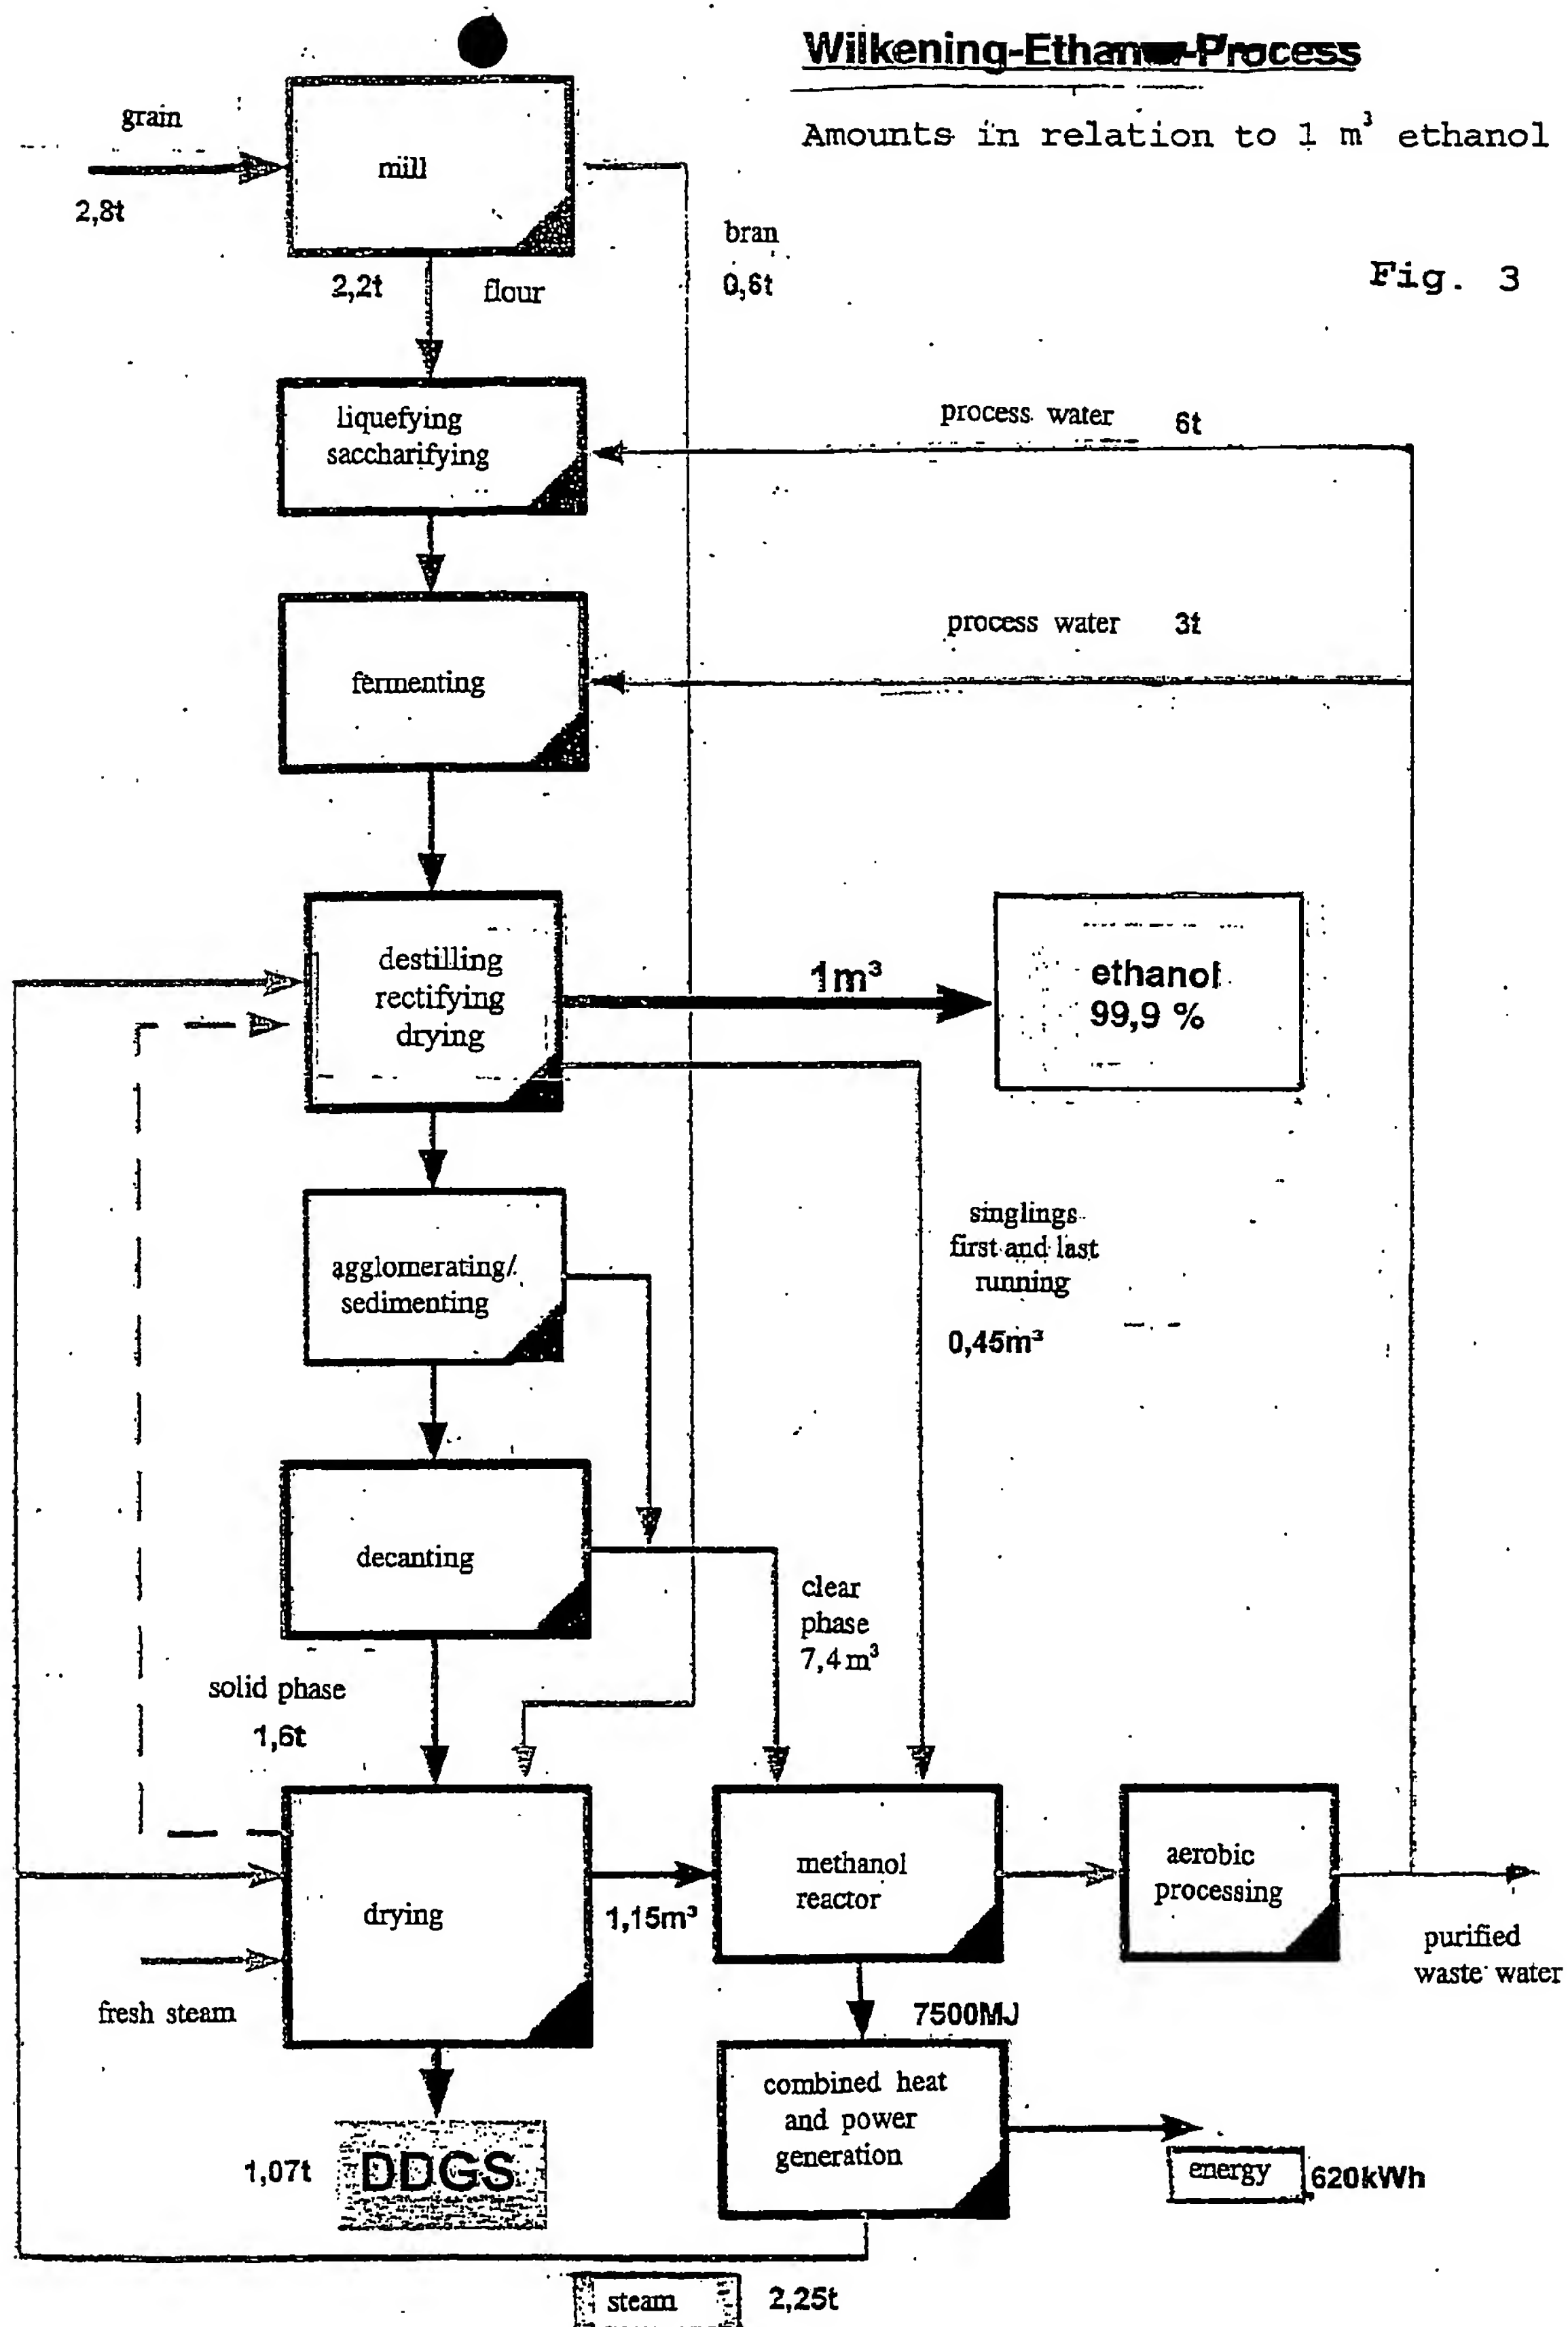 Wilkening-Ethanol-Process
Amounts in relation to 1 m³ ethanol
Fig. 3
grain
2,8t
mill
bran
0,6t
2,2t flour
liquefying
saccharifying
process water 6t
fermenting
process water 3t
destilling
rectifying
drying
1m³
ethanol
99,9 %
agglomerating/
sedimenting
singlings
first and last
running
0,45m³
decanting
clear
phase
7,4m³
solid phase
1,6t
drying
1,15m³
methanol
reactor
aerobic
processing
purified
waste water
fresh steam
7500MJ
combined heat
and power
generation
energy
620kWh
1,07t
DDGS
steam
2,25t